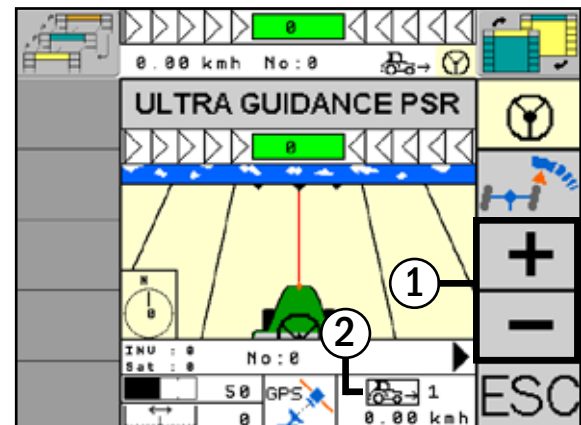 0
0.00 kmh No:0
ULTRA GUIDANCE PSR
0
+
1
N
0
2
−
INV : 0
Sat : 0
No:0
50
GPS
1
ESC
0
0.00 kmh